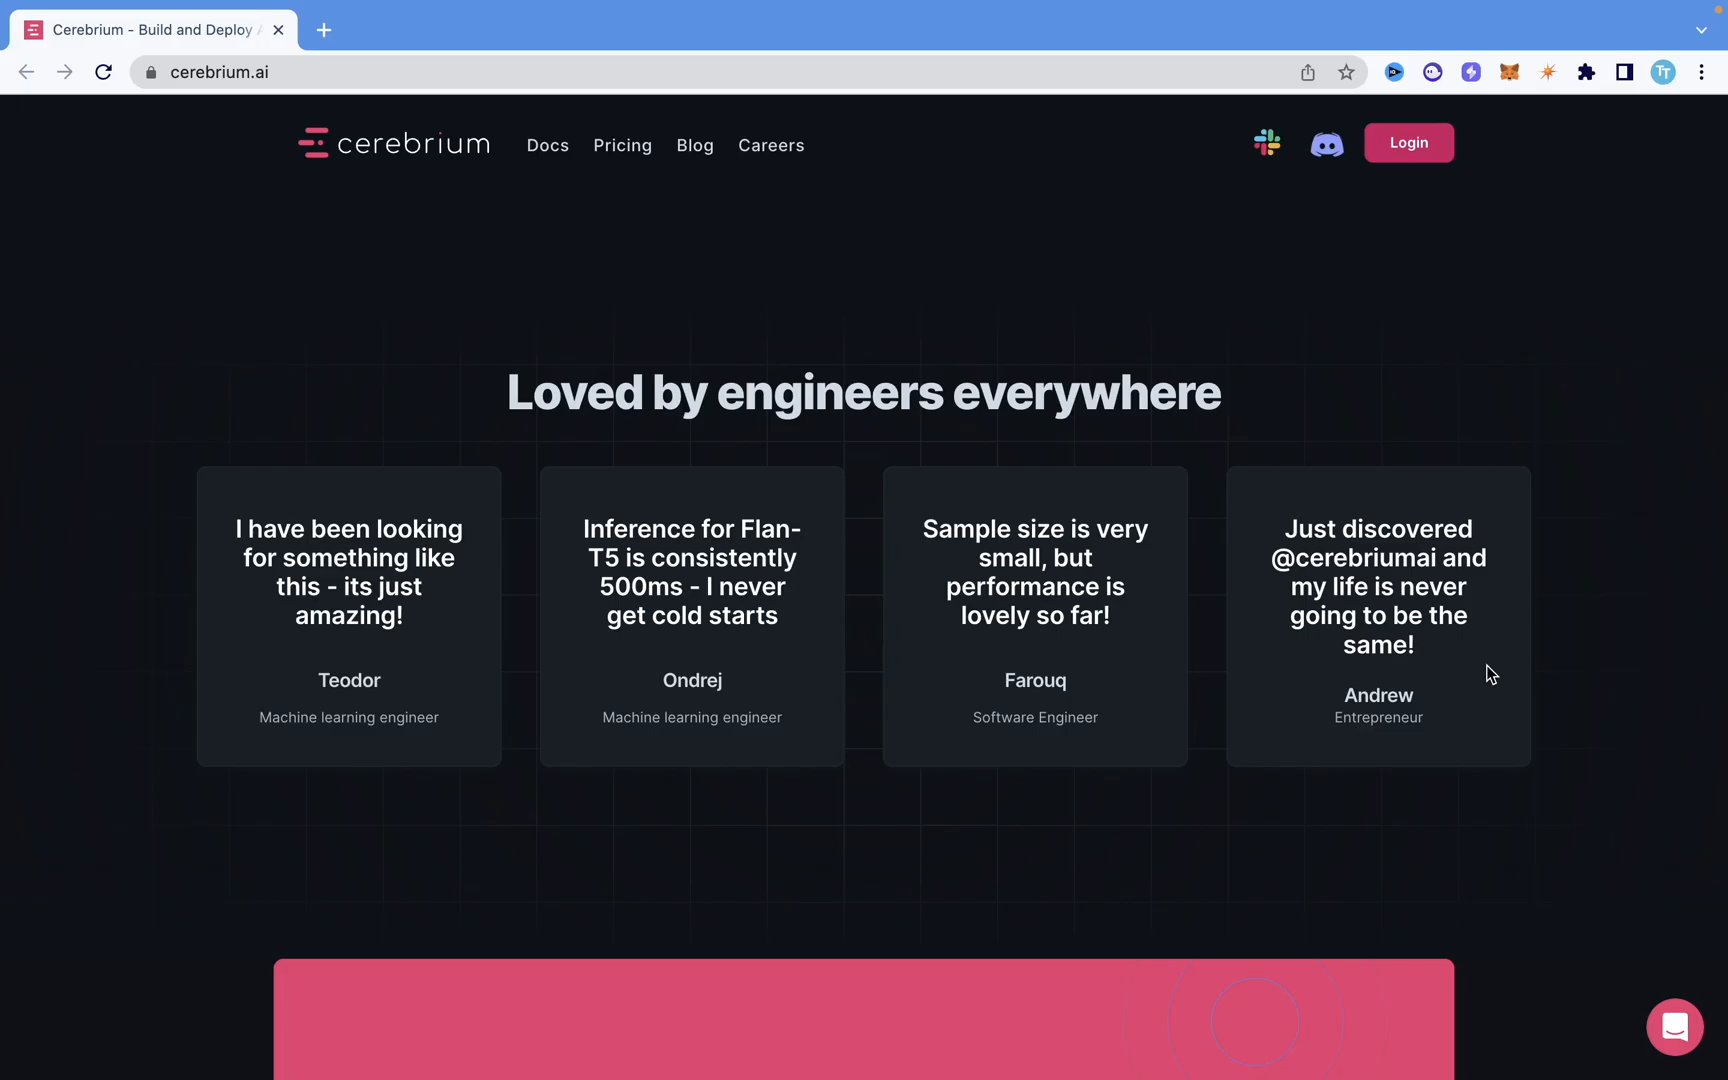 Cerebrium - Build and Deploy
cerebrium.ai
TT
cerebrium
Docs
Pricing
Blog
Careers
Login
Loved by engineers everywhere
I have been looking
for something like
this - its just
amazing!
Teodor
Machine learning engineer
Inference for Flan-
T5 is consistently
500ms - I never
get cold starts
Ondrej
Machine learning engineer
Sample size is very
small, but
performance is
lovely so far!
Farouq
Software Engineer
Just discovered
@cerebriumai and
my life is never
going to be the
same!
Andrew
Entrepreneur